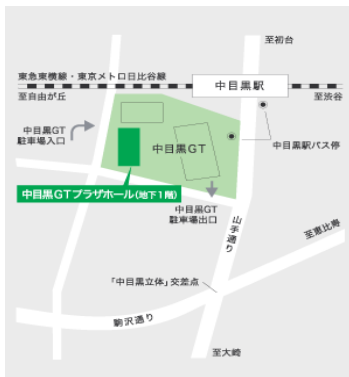 至初台
東急東横線・東京メトロ日比谷線
中目黒駅
至自由が丘
至渋谷
中目黒GT
駐車場入口
中目黒GT
中目黒駅バス停
中目黒GTプラザホール(地下1階)
中目黒GT
駐車場出口
山手通り
至恵比寿
「中目黒立体」交差点
駒沢通り
至大崎